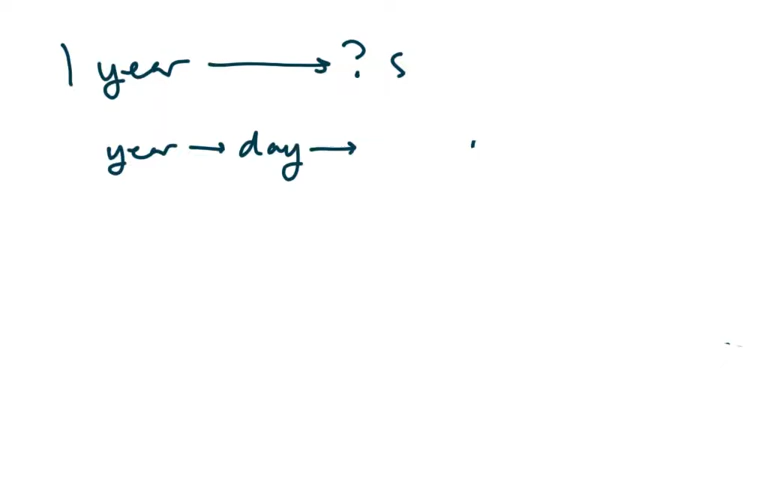 1 year ⟶ ? s
year → day →